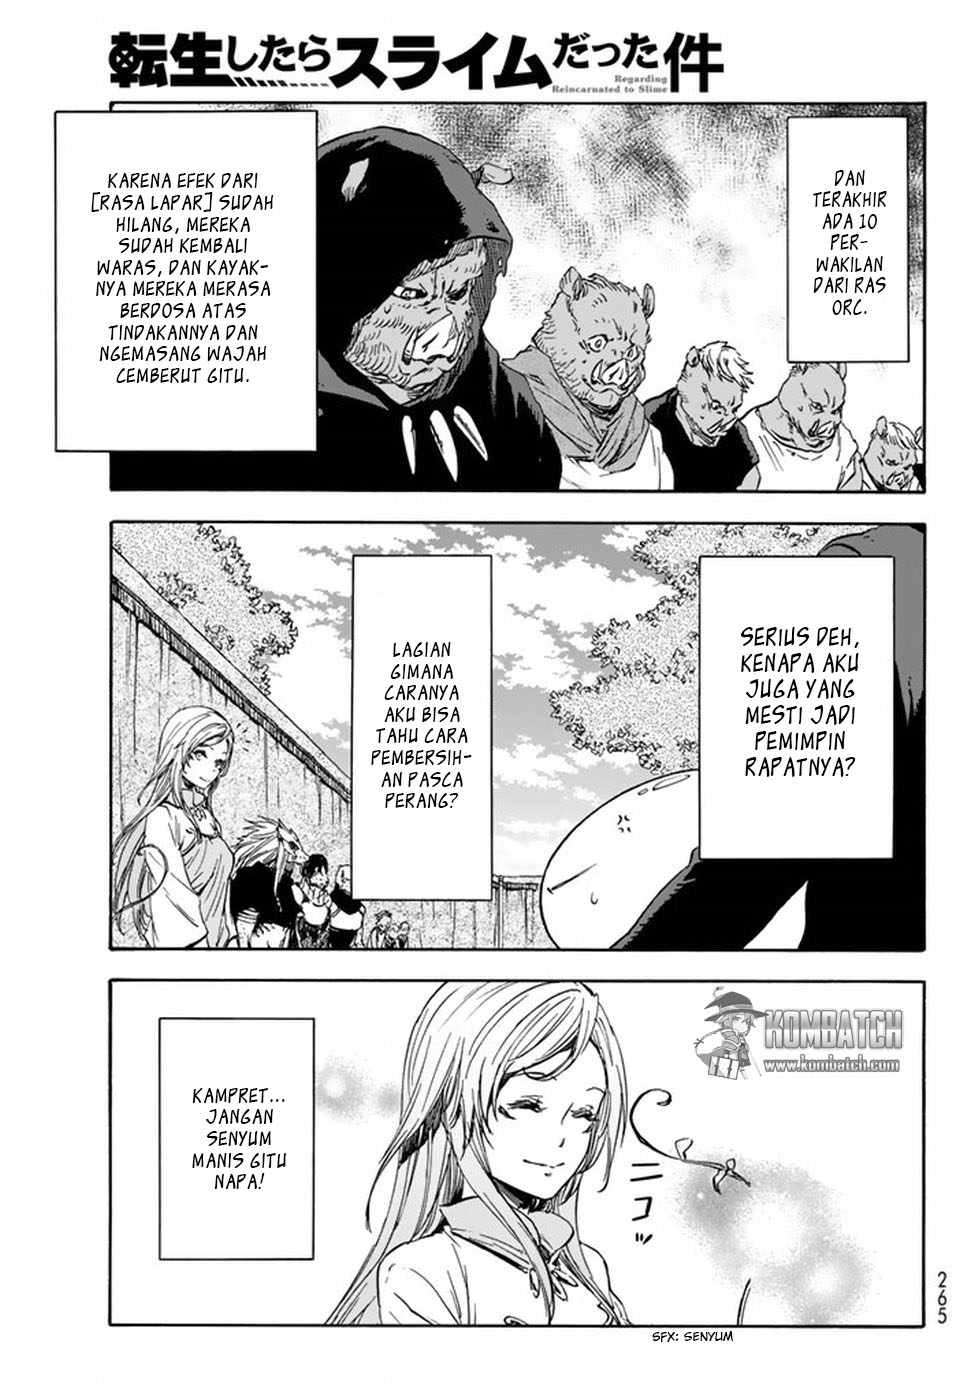 転生したらスライムだった件
Regarding
Reincarnated to Slime
DAN
TERAKHIR
ADA 10
PER-
WAKILAN
DARI RAS
ORC.
KARENA EFEK DARI
[RASA LAPAR] SUDAH
HILANG, MEREKA
SUDAH KEMBALI
WARAS, DAN KAYAK-
NYA MEREKA MERASA
BERDOSA ATAS
TINDAKANNYA DAN
NGEMASANG WAJAH
CEMBERUT GITU.
SERIUS DEH,
KENAPA AKU
JUGA YANG
MESTI JADI
PEMIMPIN
RAPATNYA?
LAGIAN
GIMANA
CARANYA
AKU BISA
TAHU CARA
PEMBERSIH-
AN PASCA
PERANG?
KOMBATCH
www.kombatch.com
KAMPRET...
JANGAN
SENYUM
MANIS GITU
NAPA!
ニコッ
SFX: SENYUM
265